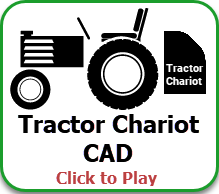 Tractor
Chariot
Tractor Chariot
CAD
Click to Play